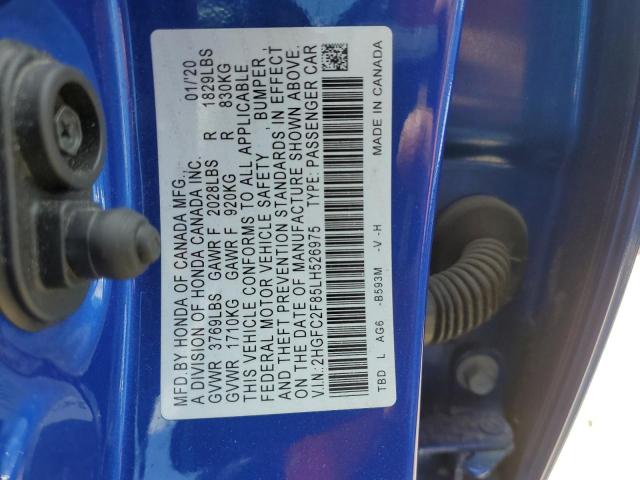 MFD BY HONDA OF CANADA MFG., 01/'20
A DIVISION OF HONDA CANADA INC.
GVWR 3769LBS GAWR F 2028LBS R 1829LBS
GVWR 1710KG GAWR F 920KG R 830KG
THIS VEHICLE CONFORMS TO ALL APPLICABLE
FEDERAL MOTOR VEHICLE SAFETY , BUMPER ,
AND THEFT PREVENTION STANDARDS IN EFFECT
ON THE DATE OF MANUFACTURE SHOWN ABOVE.
V.I.N.: 2HGFC2F85LH526975 TYPE: PASSENGER CAR
TBD L AG6 -B593M -V -H MADE IN CANADA